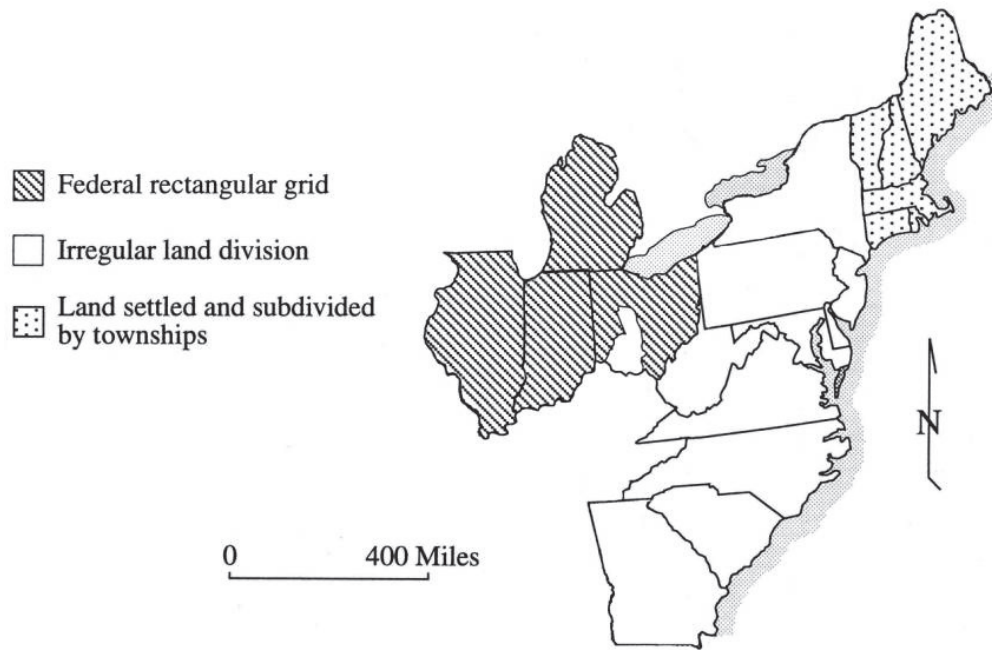 Federal rectangular grid
Irregular land division
Land settled and subdivided
by townships
N
0 400 Miles